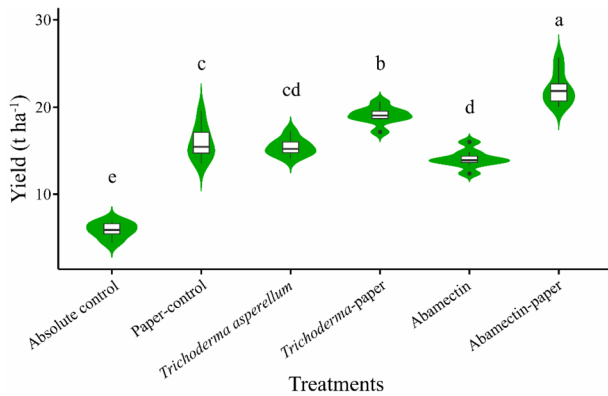 30
20
10
Yield (t ha⁻¹)
e
c
cd
b
d
a
Absolute control
Paper-control
Trichoderma asperellum
Trichoderma-paper
Abamectin
Abamectin-paper
Treatments